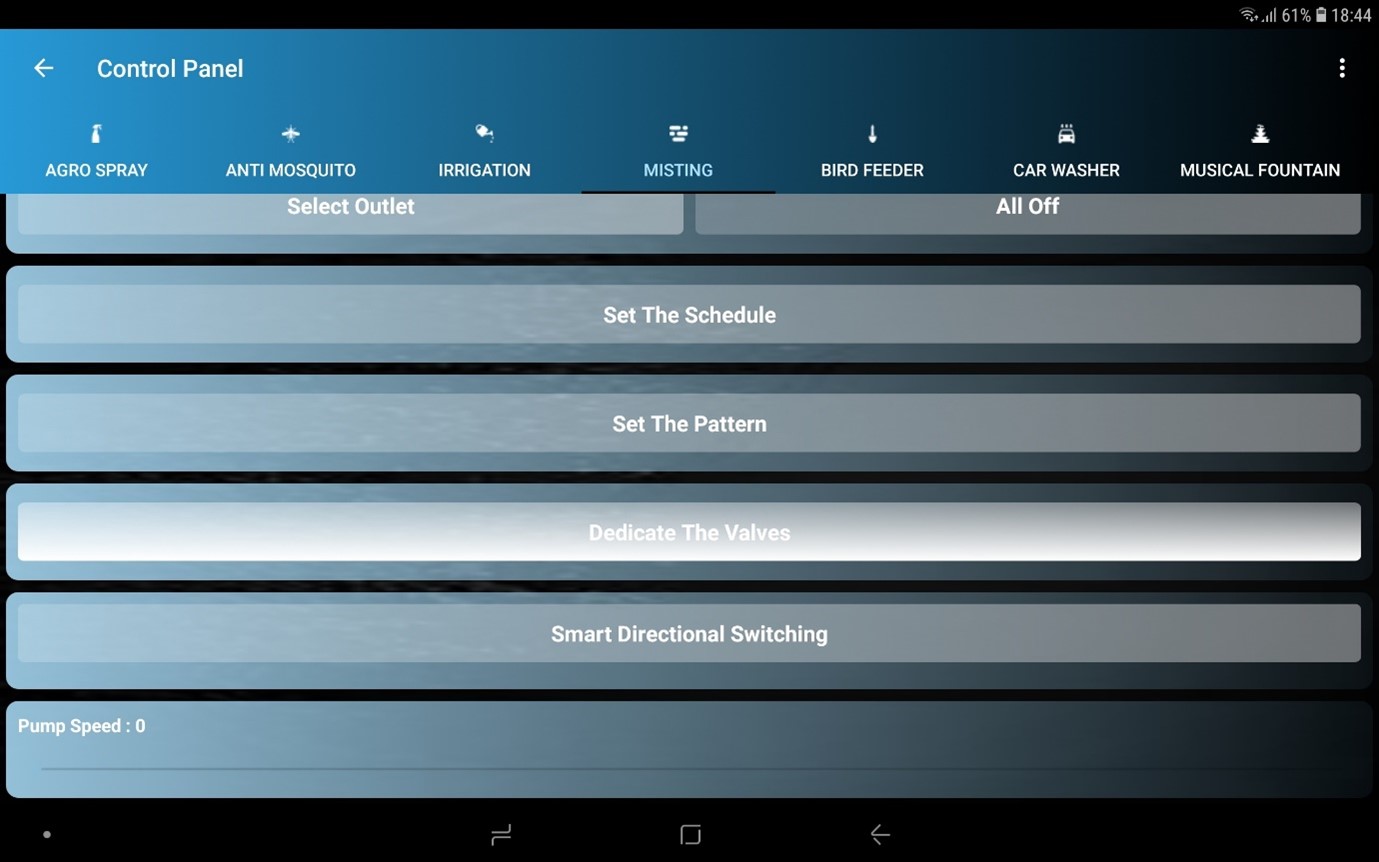 61% 18:44
Control Panel
AGRO SPRAY ANTI MOSQUITO IRRIGATION MISTING BIRD FEEDER CAR WASHER MUSICAL FOUNTAIN
Select Outlet All Off
Set The Schedule
Set The Pattern
Dedicate The Valves
Smart Directional Switching
Pump Speed : 0